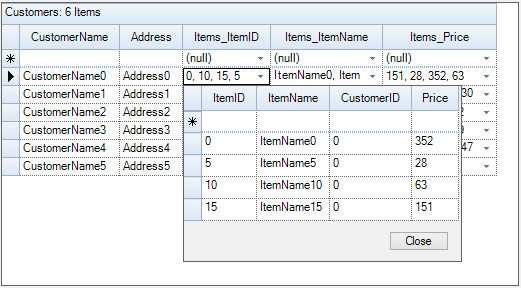 Customers: 6 Items
CustomerName Address Items_ItemID Items_ItemName Items_Price
(null) (null) (null)
CustomerName0 Address0 0, 10, 15, 5 ItemName0, Item 151, 28, 352, 63
CustomerName1 Address1 30
CustomerName2 Address2
CustomerName3 Address3
CustomerName4 Address4 47
CustomerName5 Address5
ItemID ItemName CustomerID Price
0 ItemName0 0 352
5 ItemName5 0 28
10 ItemName10 0 63
15 ItemName15 0 151
Close